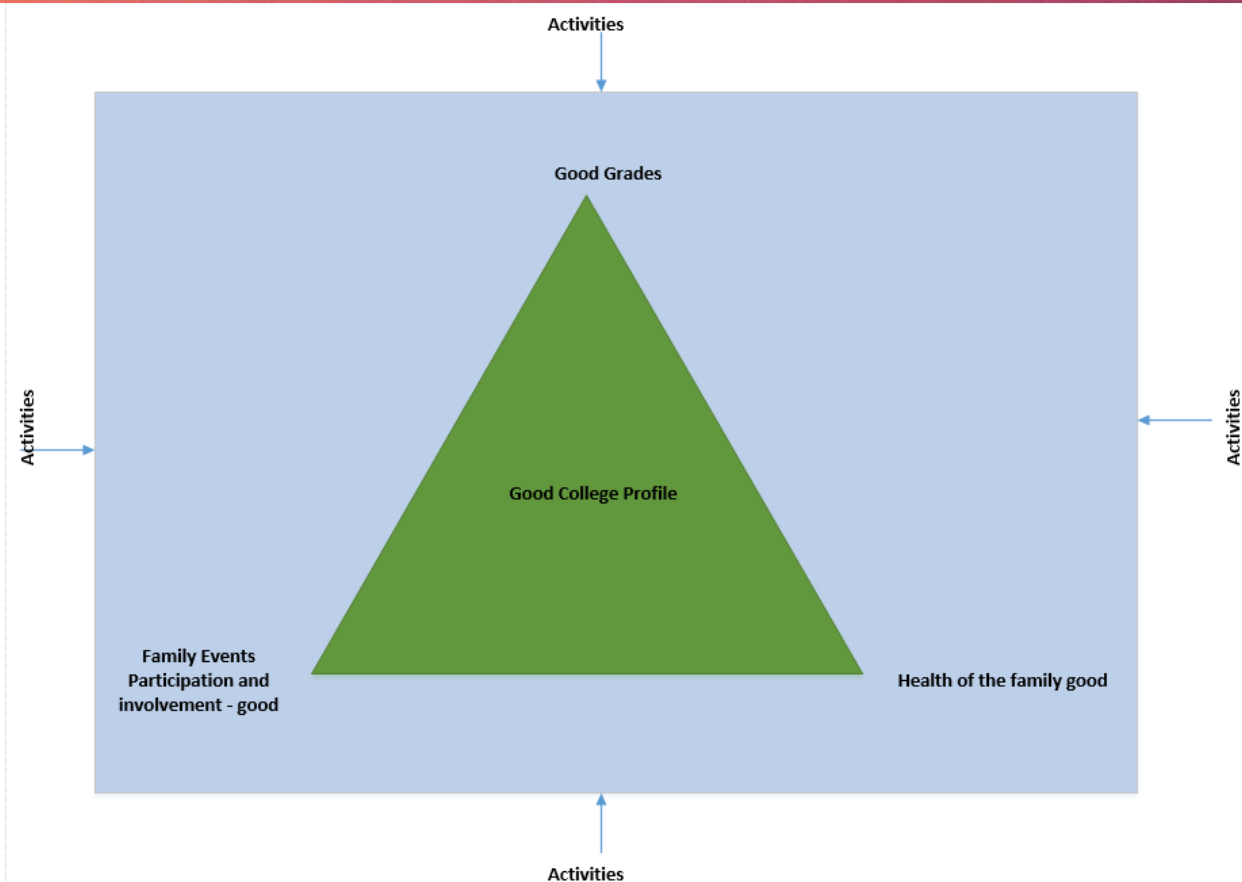 Activities
Good Grades
Activities
Activities
Good College Profile
Family Events
Participation and
involvement - good
Health of the family good
Activities